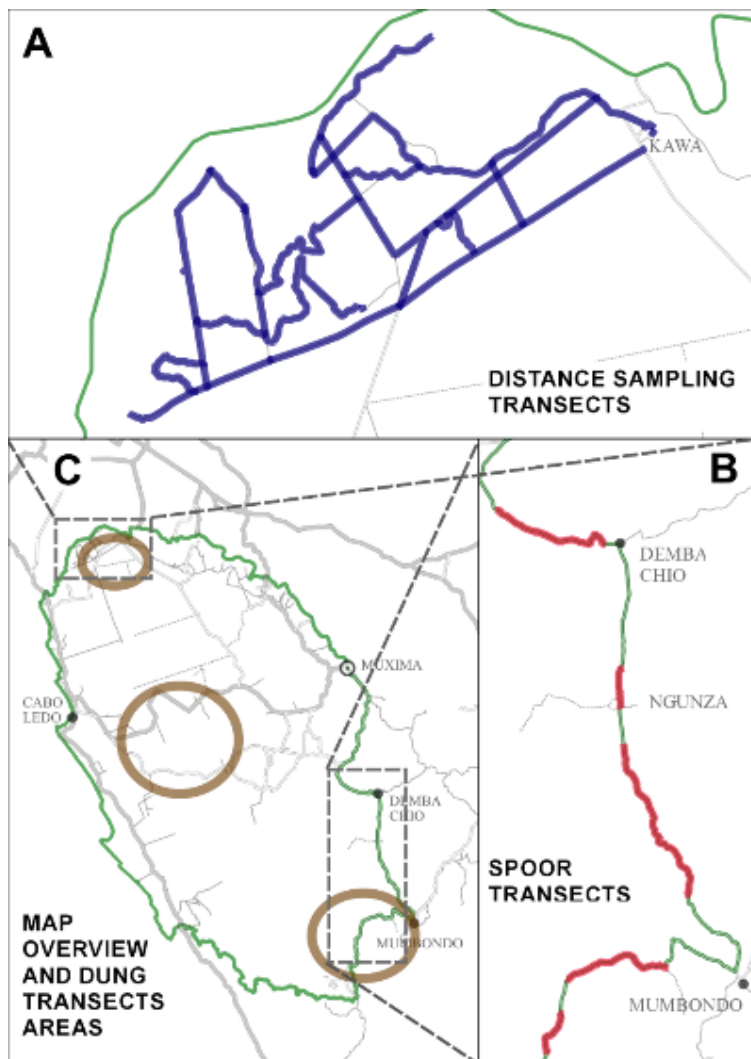 A
KAWA
DISTANCE SAMPLING
TRANSECTS
C
MUXIMA
CABO
LEDO
DEMBA
CHIO
MUMBONDO
MAP
OVERVIEW
AND DUNG
TRANSECTS
AREAS
B
DEMBA
CHIO
NGUNZA
SPOOR
TRANSECTS
MUMBONDO